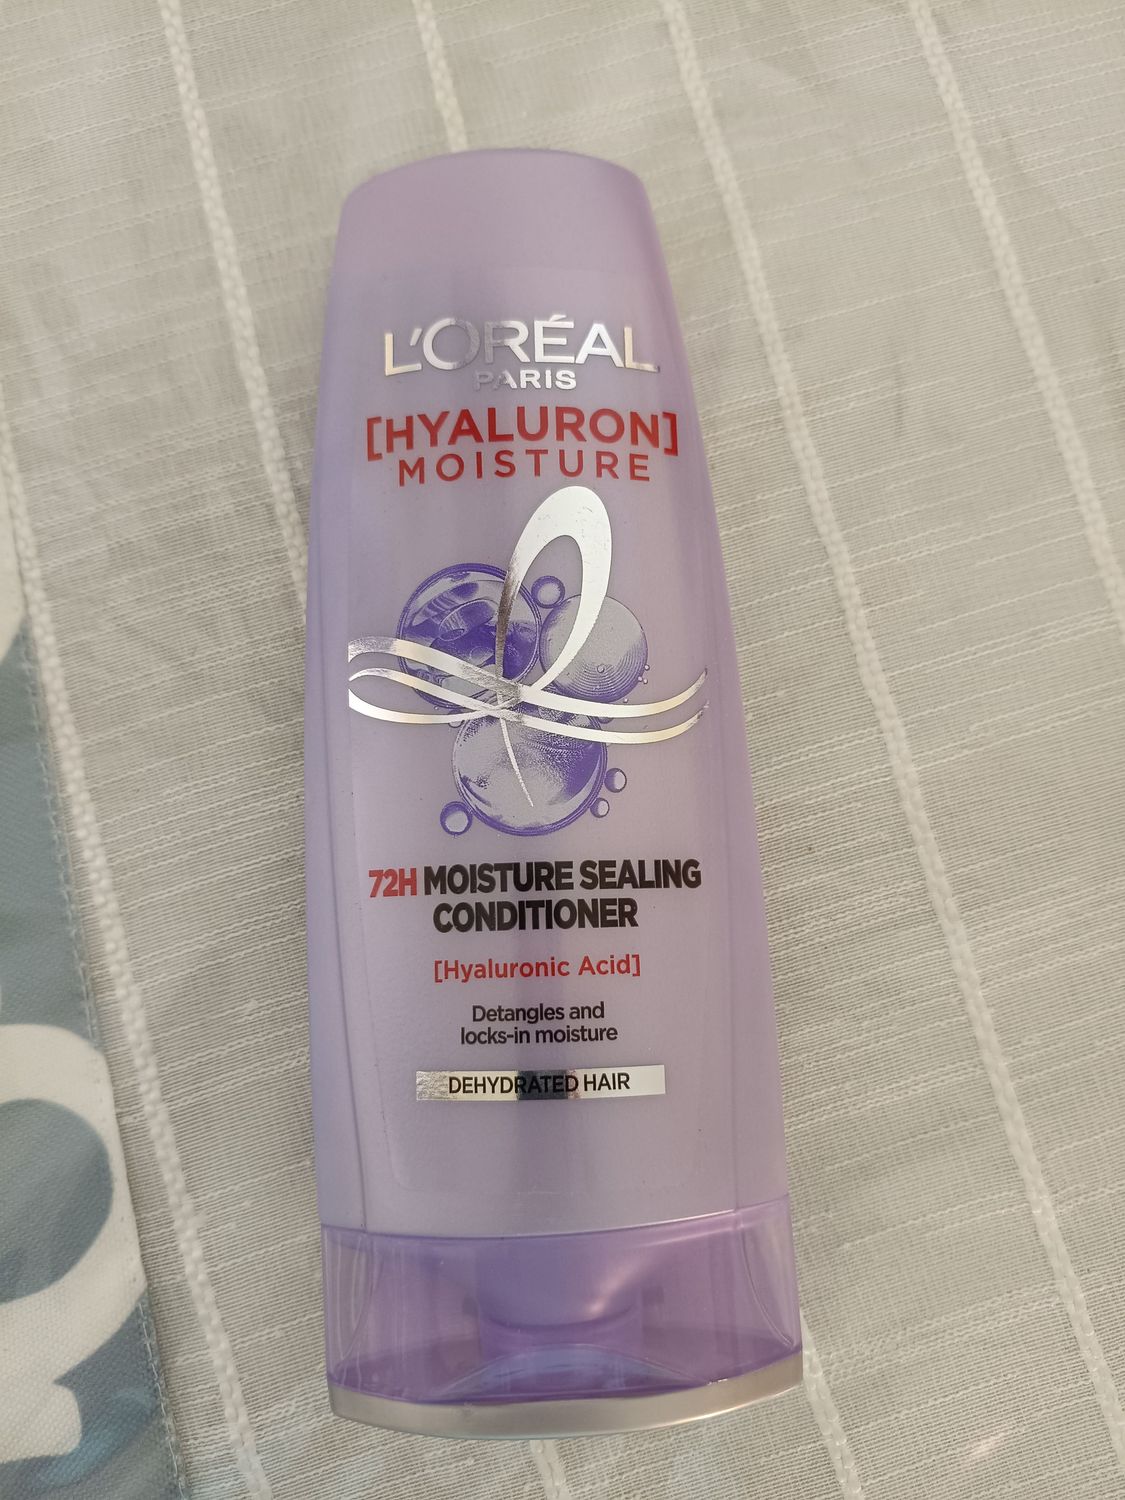 L'ORÉAL
PARIS
[HYALURON]
MOISTURE
72H MOISTURE SEALING
CONDITIONER
[Hyaluronic Acid]
Detangles and
locks-in moisture
DEHYDRATED HAIR